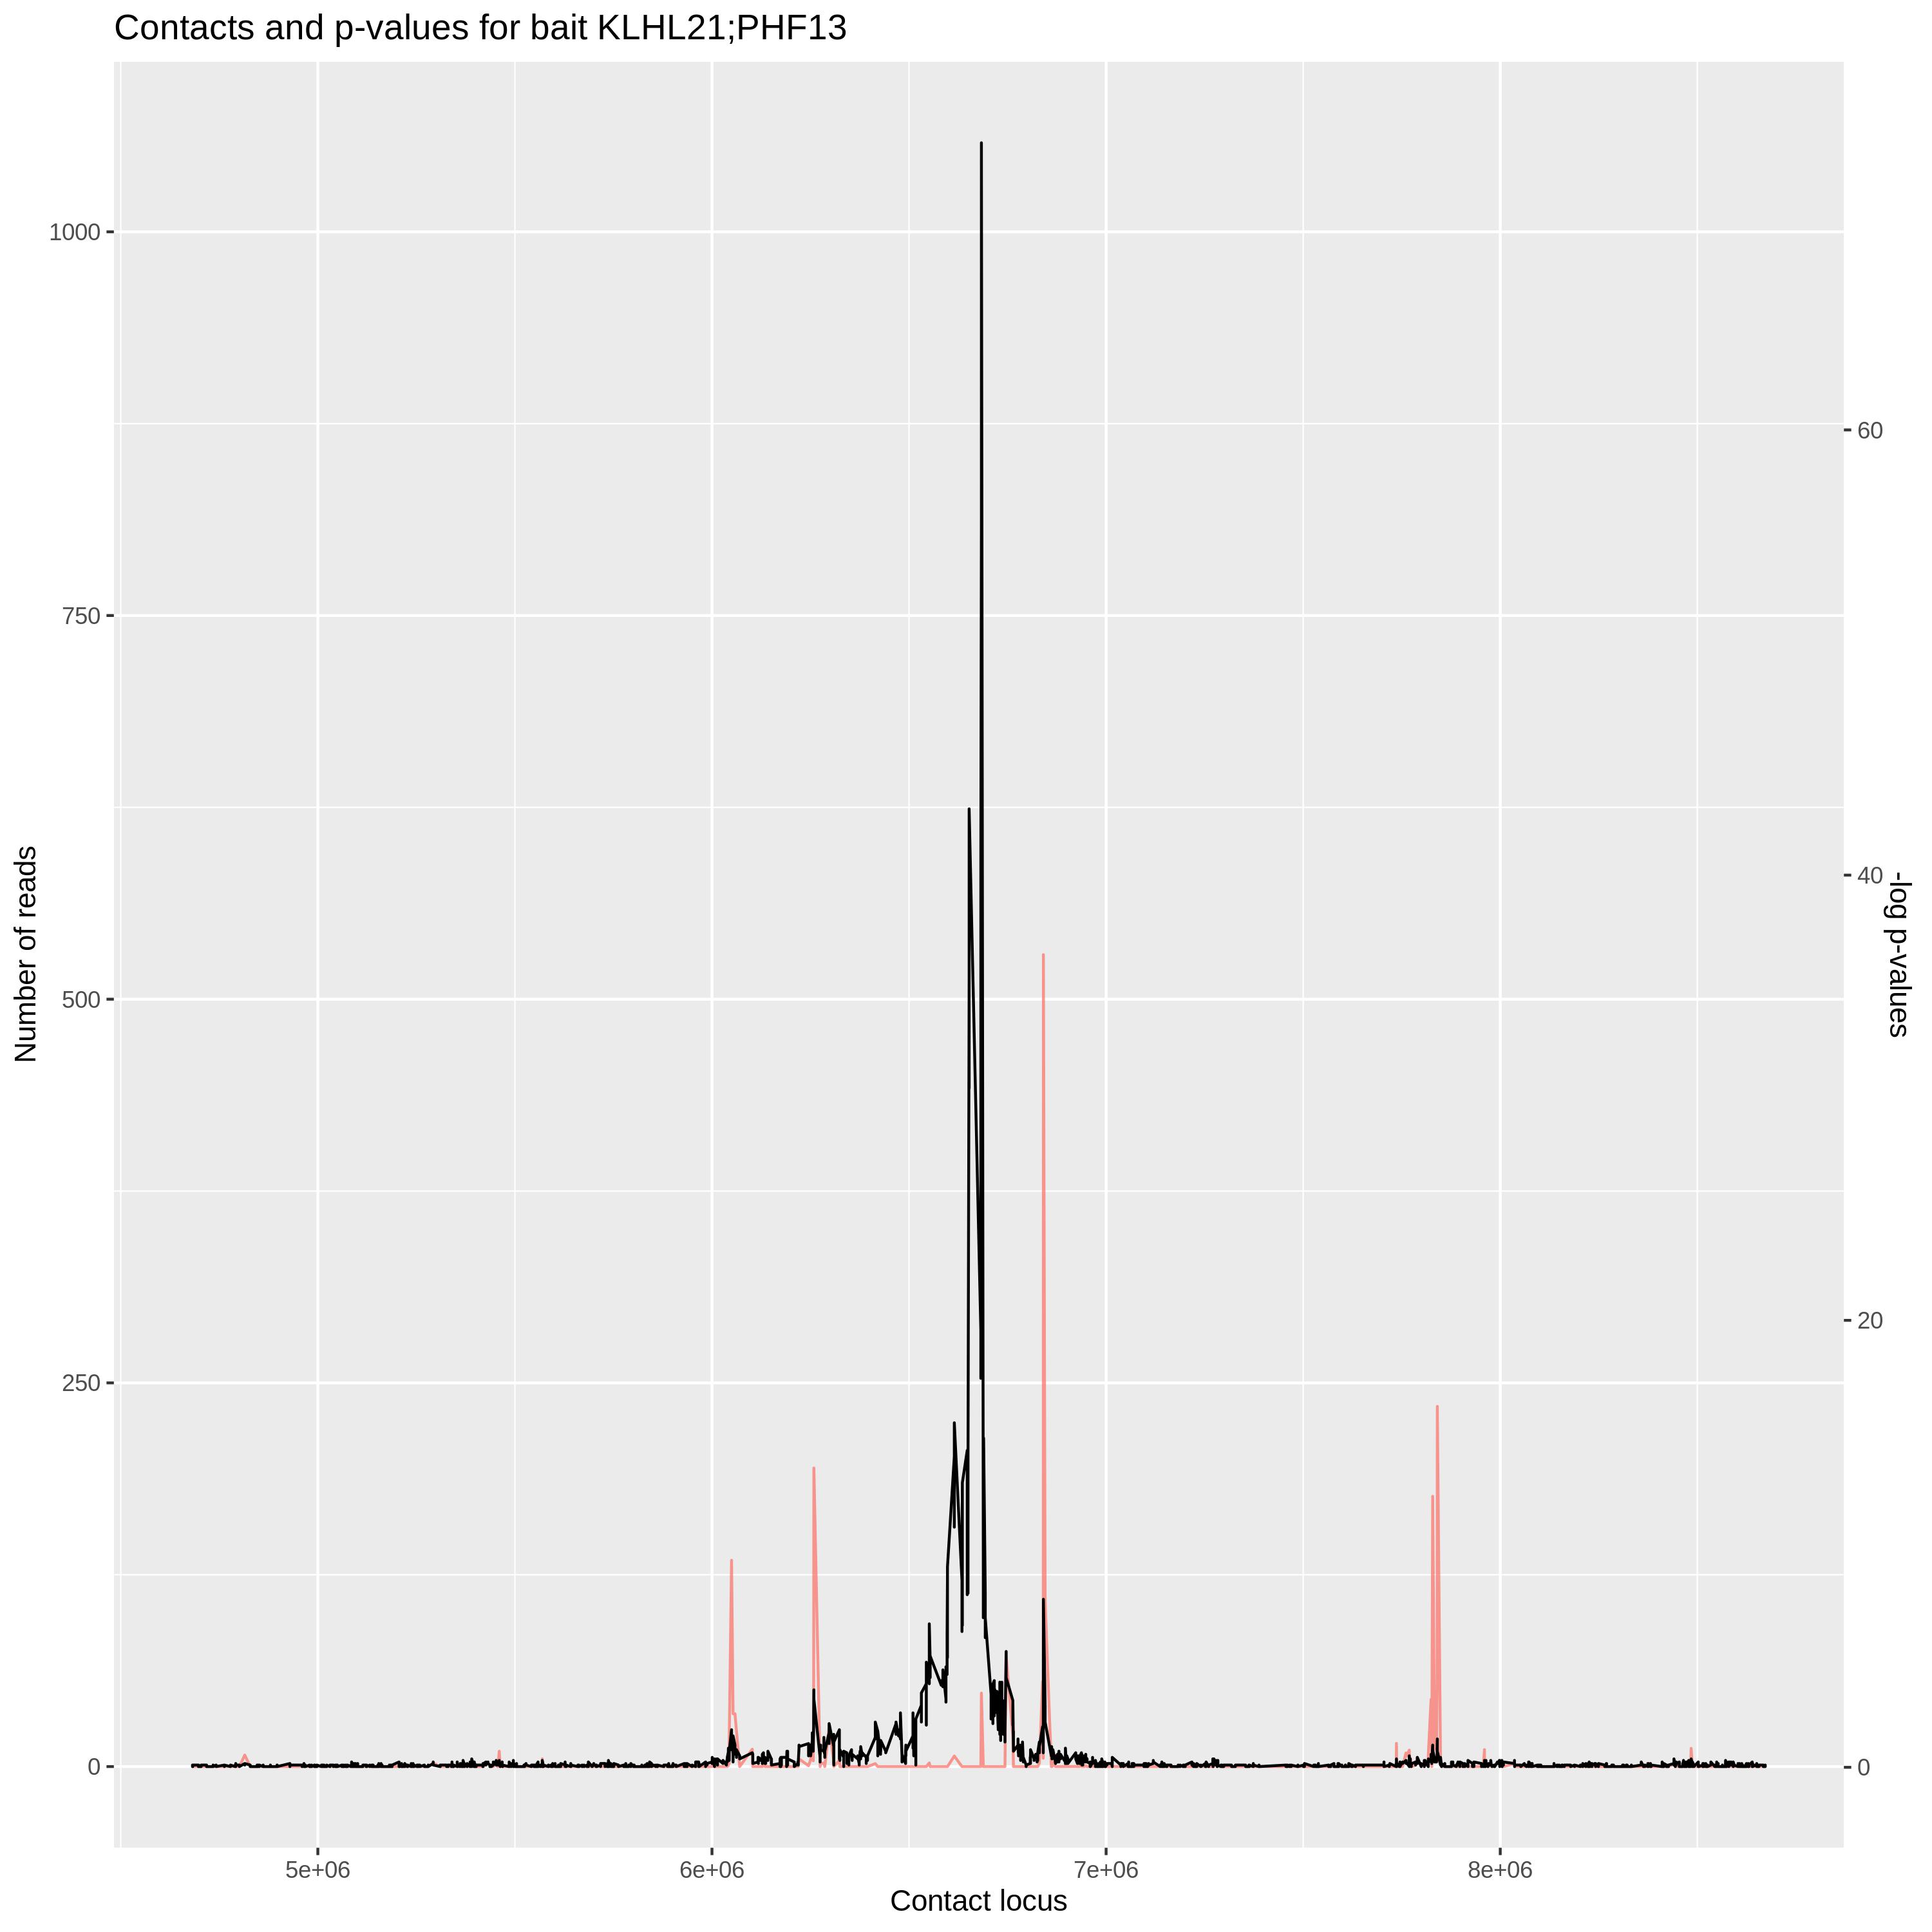 Contacts and p-values for bait KLHL21;PHF13
1000
750
500
250
0
Number of reads
60
40
20
0
-log p-values
5e+06
6e+06
7e+06
8e+06
Contact locus